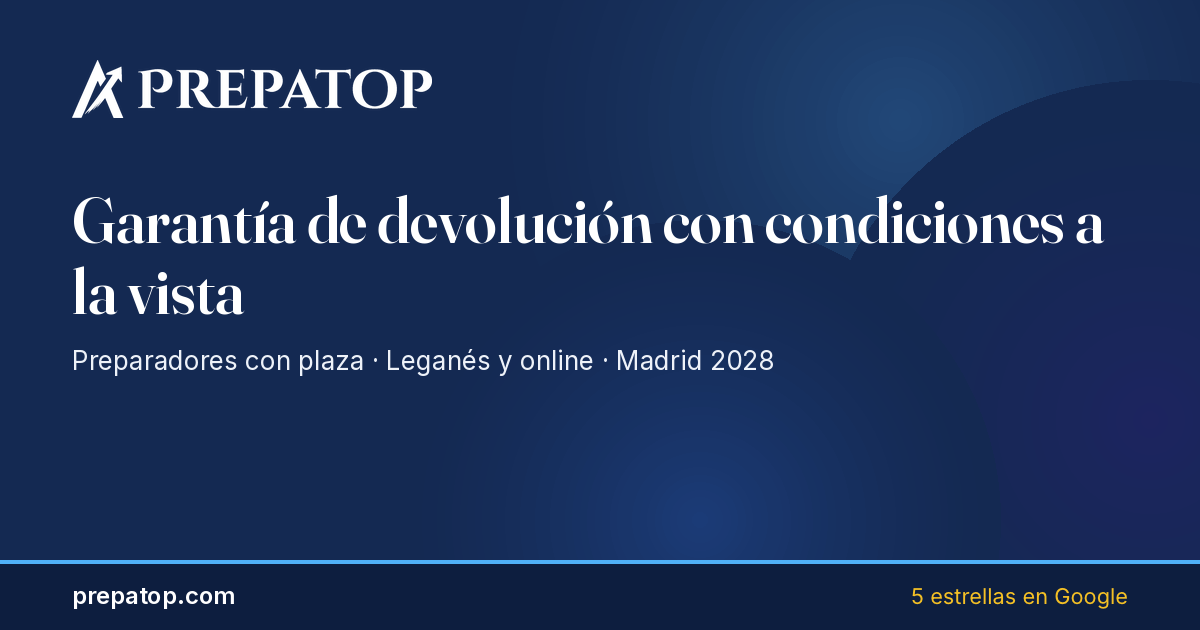 PREPATOP
Garantía de devolución con condiciones a
la vista
Preparadores con plaza · Leganés y online · Madrid 2028
prepatop.com
5 estrellas en Google